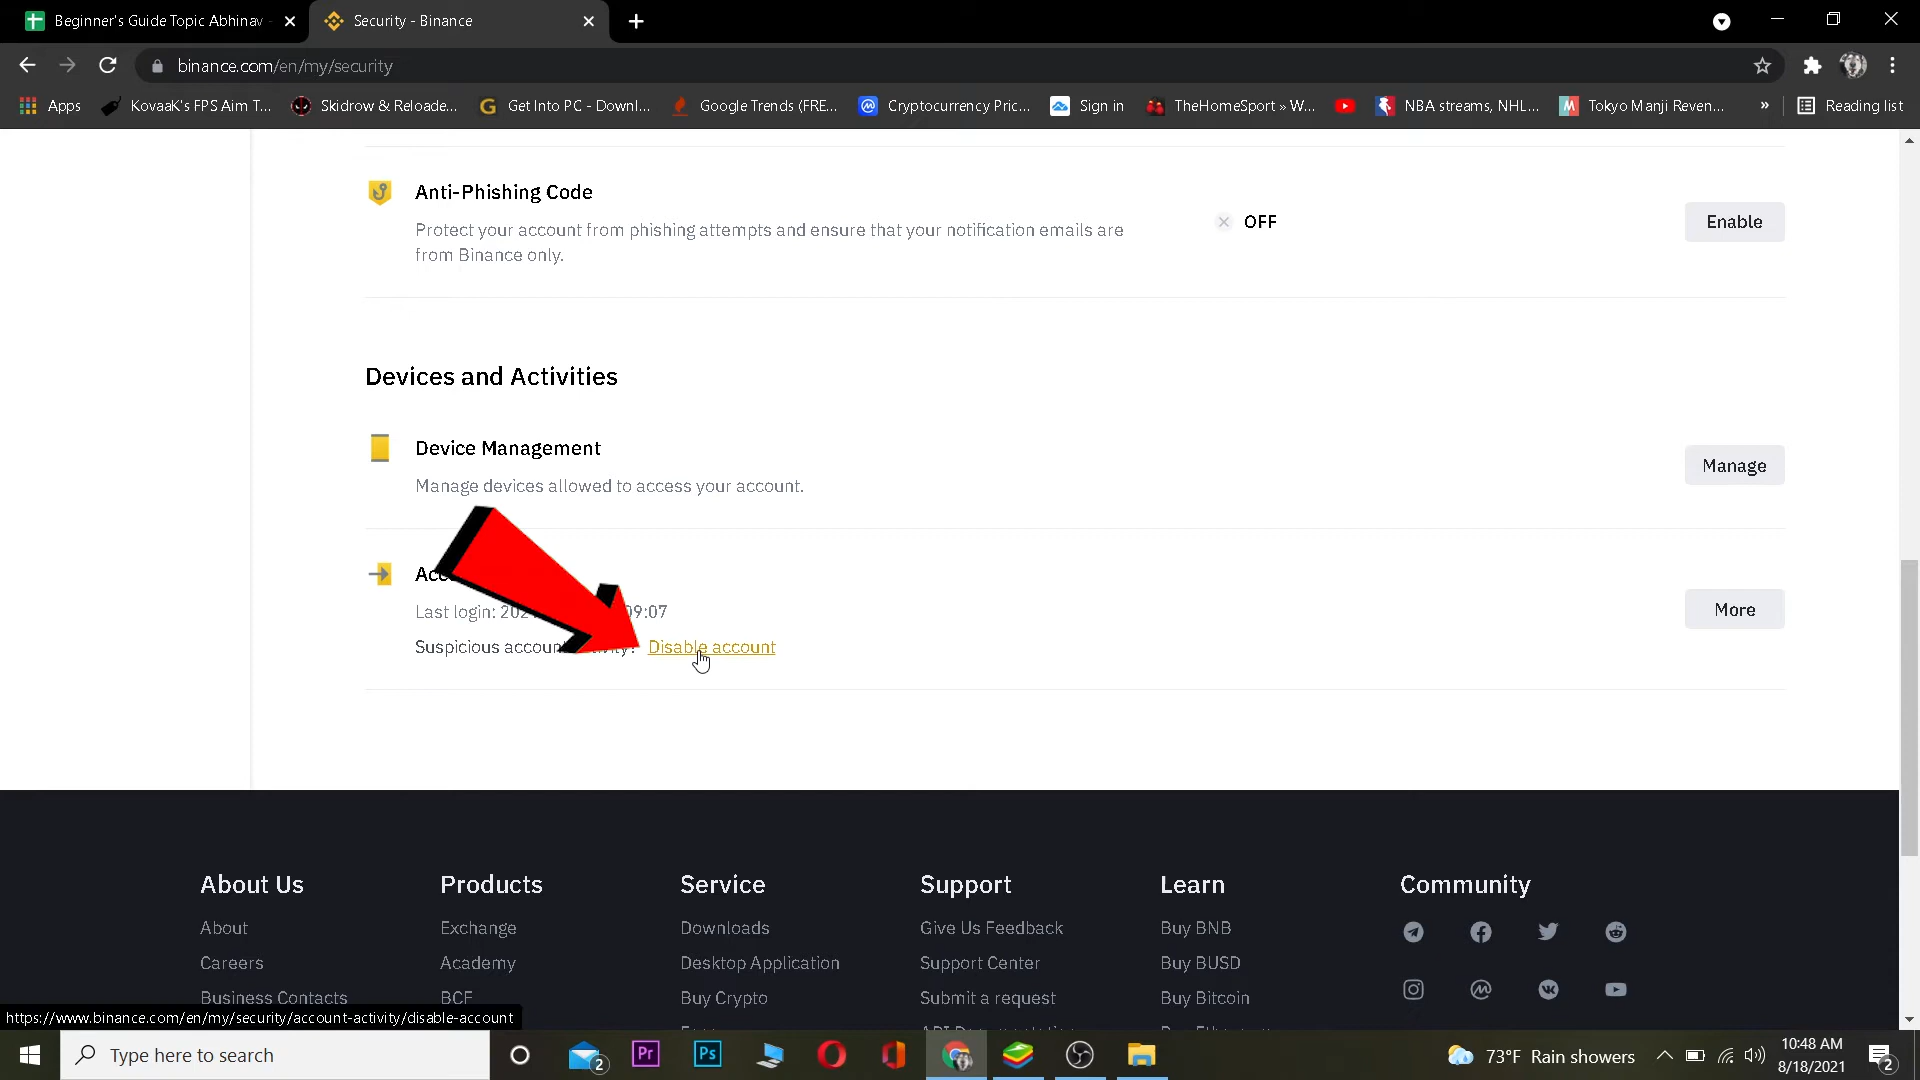 Beginner's Guide Topic Abhinav -
Security - Binance
binance.com/en/my/security
Apps
KovaaK's FPS Aim T...
Skidrow & Reloade...
Get Into PC - Downl...
Google Trends (FRE...
Cryptocurrency Pric...
Sign in
TheHomeSport » W...
NBA streams, NHL...
Tokyo Manji Reven...
»
Reading list
Anti-Phishing Code
Protect your account from phishing attempts and ensure that your notification emails are
from Binance only.
OFF
Enable
Devices and Activities
Device Management
Manage devices allowed to access your account.
Manage
Last login: 09:07
Suspicious account Disable account
More
About Us
Products
Service
Support
Learn
Community
About
Exchange
Downloads
Give Us Feedback
Buy BNB
Careers
Academy
Desktop Application
Support Center
Buy BUSD
Business Contacts
BCF
Buy Crypto
Submit a request
Buy Bitcoin
https://www.binance.com/en/my/security/account-activity/disable-account
Type here to search
2
Pr
Ps
73°F Rain showers
10:48 AM
8/18/2021
2